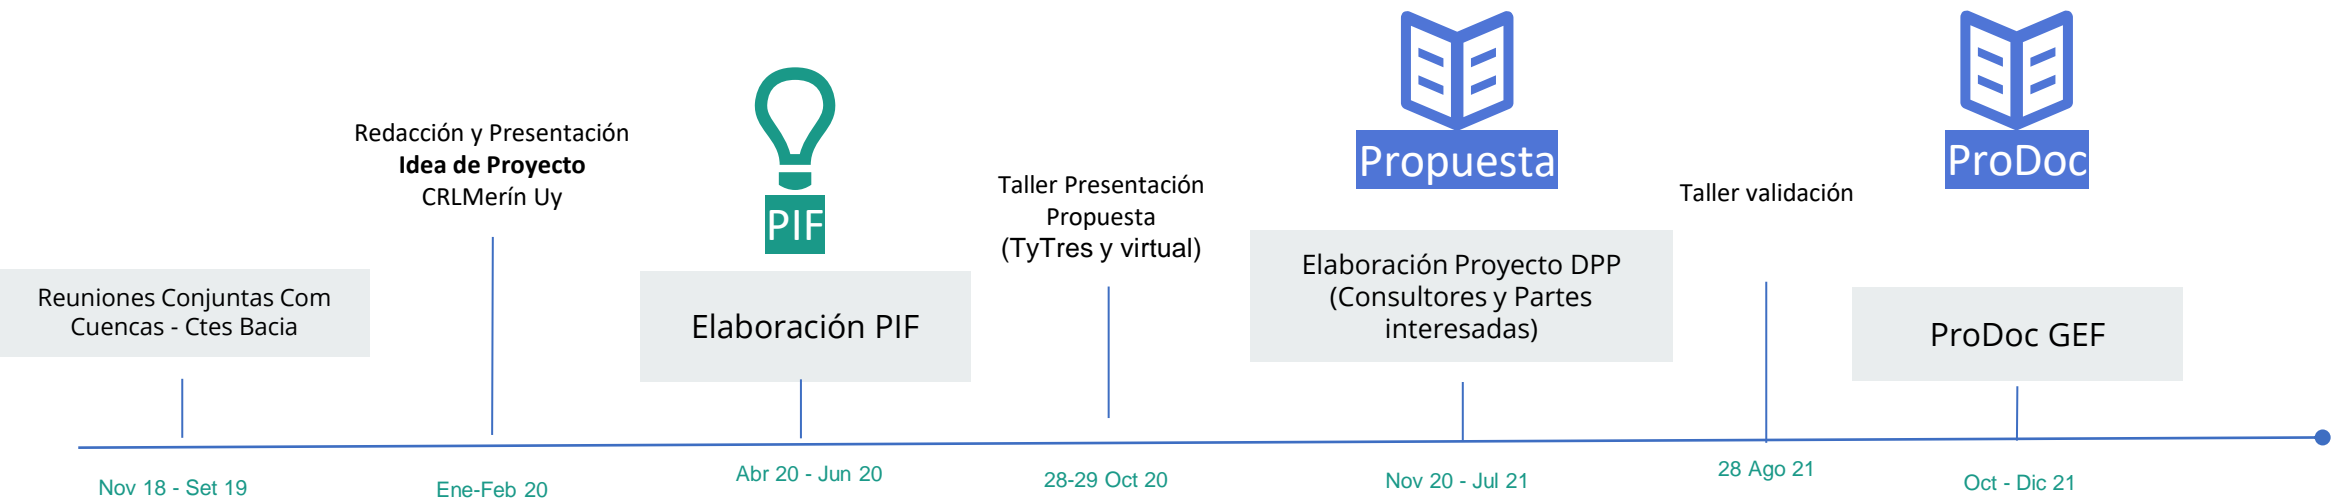 Reuniones Conjuntas Com
Cuencas - Ctes Bacia
Nov 18 - Set 19
Redacción y Presentación
Idea de Proyecto
CRLMerín Uy
Ene-Feb 20
PIF
Elaboración PIF
Abr 20 - Jun 20
Taller Presentación
Propuesta
(TyTres y virtual)
28-29 Oct 20
Propuesta
Elaboración Proyecto DPP
(Consultores y Partes
interesadas)
Nov 20 - Jul 21
Taller validación
28 Ago 21
ProDoc
ProDoc GEF
Oct - Dic 21